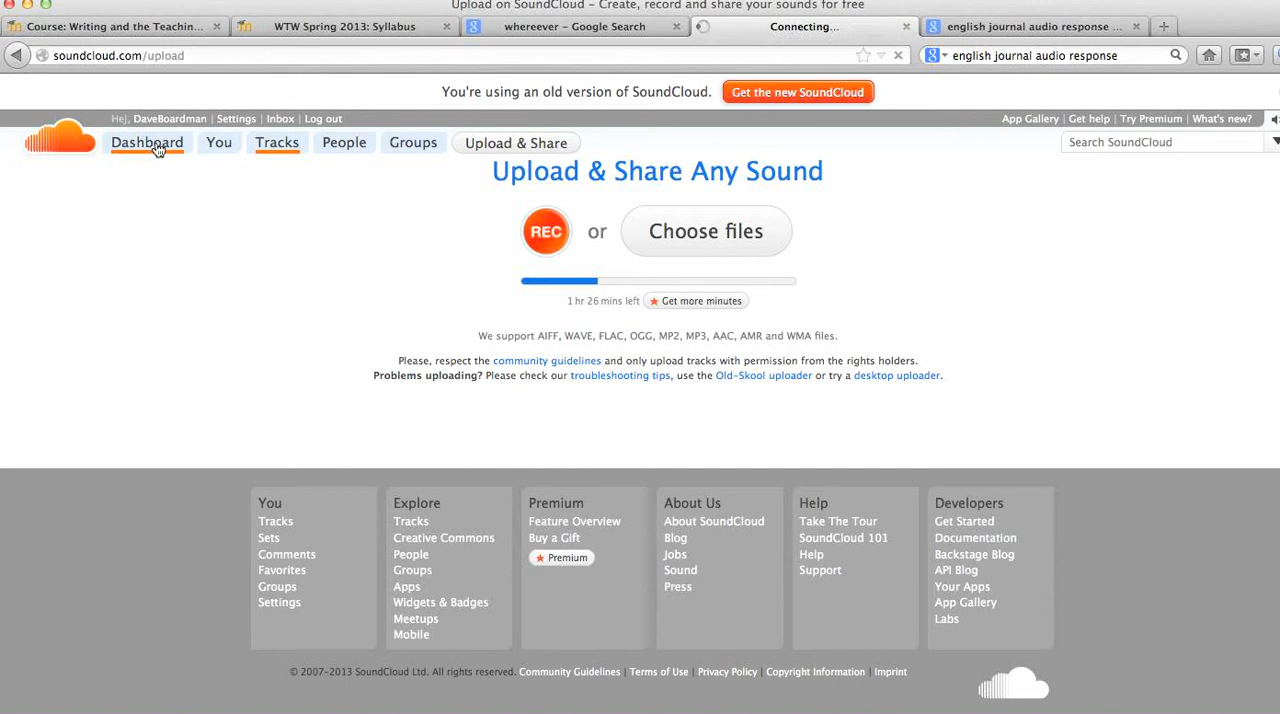 Upload on SoundCloud – Create, record and share your sounds for free
Course: Writing and the Teachin...
WTW Spring 2013: Syllabus
whereever – Google Search
Connecting...
english journal audio response ...
soundcloud.com/upload
english journal audio response
You're using an old version of SoundCloud. Get the new SoundCloud
Hej, DaveBoardman | Settings | Inbox | Log out
App Gallery | Get help | Try Premium | What's new?
Dashboard You Tracks People Groups Upload & Share
Search SoundCloud
Upload & Share Any Sound
REC or Choose files
1 hr 26 mins left Get more minutes
We support AIFF, WAVE, FLAC, OGG, MP2, MP3, AAC, AMR and WMA files.
Please, respect the community guidelines and only upload tracks with permission from the rights holders.
Problems uploading? Please check our troubleshooting tips, use the Old-Skool uploader or try a desktop uploader.
You
Tracks
Sets
Comments
Favorites
Groups
Settings
Explore
Tracks
Creative Commons
People
Groups
Apps
Widgets & Badges
Meetups
Mobile
Premium
Feature Overview
Buy a Gift
Premium
About Us
About SoundCloud
Blog
Jobs
Sound
Press
Help
Take The Tour
SoundCloud 101
Help
Support
Developers
Get Started
Documentation
Backstage Blog
API Blog
Your Apps
App Gallery
Labs
© 2007-2013 SoundCloud Ltd. All rights reserved. Community Guidelines | Terms of Use | Privacy Policy | Copyright Information | Imprint